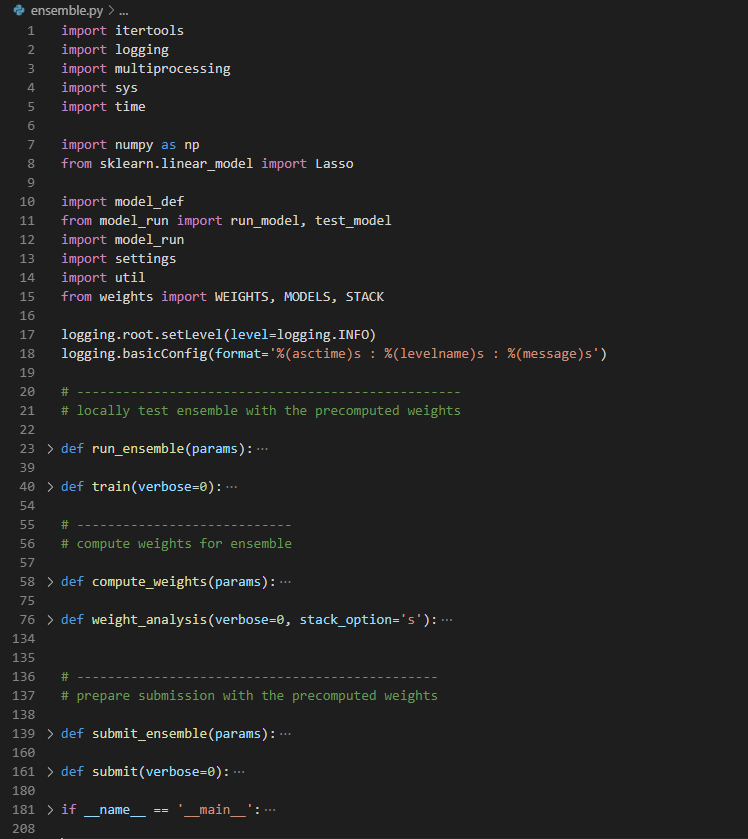 ensemble.py > ...
1 import itertools
2 import logging
3 import multiprocessing
4 import sys
5 import time
6
7 import numpy as np
8 from sklearn.linear_model import Lasso
9
10 import model_def
11 from model_run import run_model, test_model
12 import model_run
13 import settings
14 import util
15 from weights import WEIGHTS, MODELS, STACK
16
17 logging.root.setLevel(level=logging.INFO)
18 logging.basicConfig(format='%(asctime)s : %(levelname)s : %(message)s')
19
20 # --------------------------------------------------
21 # locally test ensemble with the precomputed weights
22
23 > def run_ensemble(params): ...
39
40 > def train(verbose=0): ...
54
55 # ----------------------------
56 # compute weights for ensemble
57
58 > def compute_weights(params): ...
75
76 > def weight_analysis(verbose=0, stack_option='s'): ...
134
135
136 # -----------------------------------------------
137 # prepare submission with the precomputed weights
138
139 > def submit_ensemble(params): ...
160
161 > def submit(verbose=0): ...
180
181 > if __name__ == '__main__': ...
208